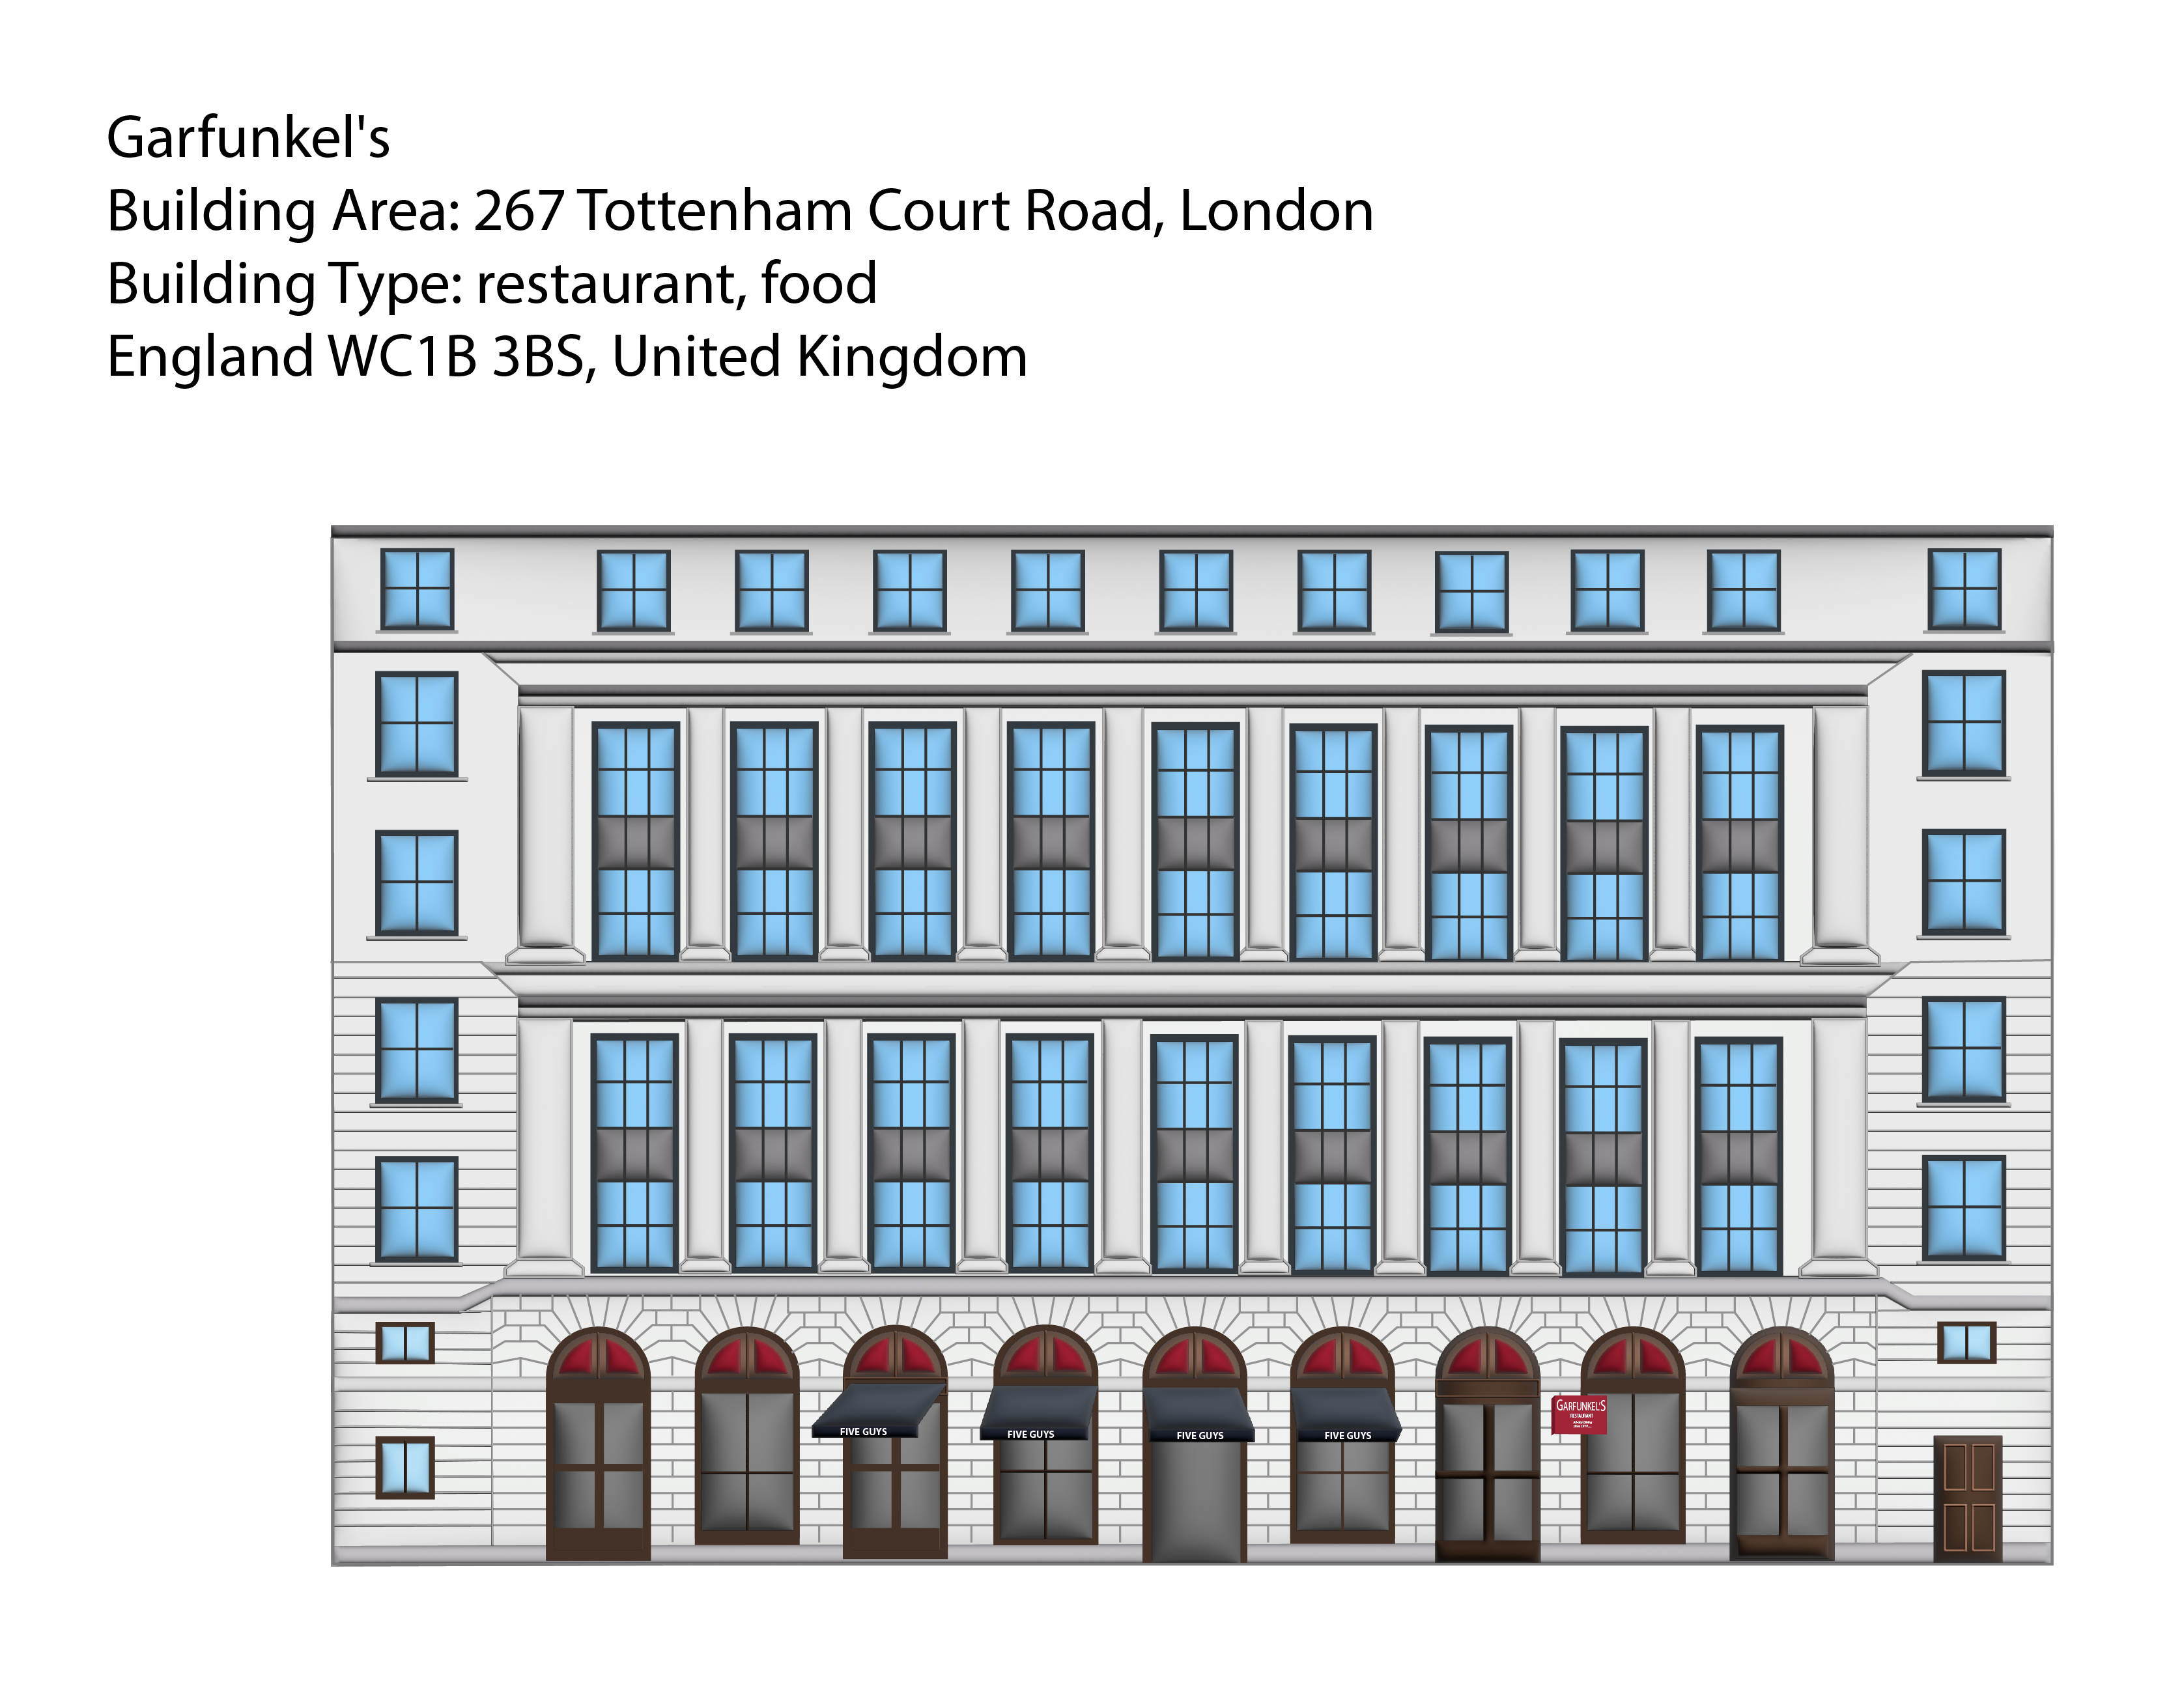 Garfunkel's
Building Area: 267 Tottenham Court Road, London
Building Type: restaurant, food
England WC1B 3BS, United Kingdom
FIVE GUYS
FIVE GUYS
FIVE GUYS
FIVE GUYS
GARFUNKEL'S
RESTAURANT